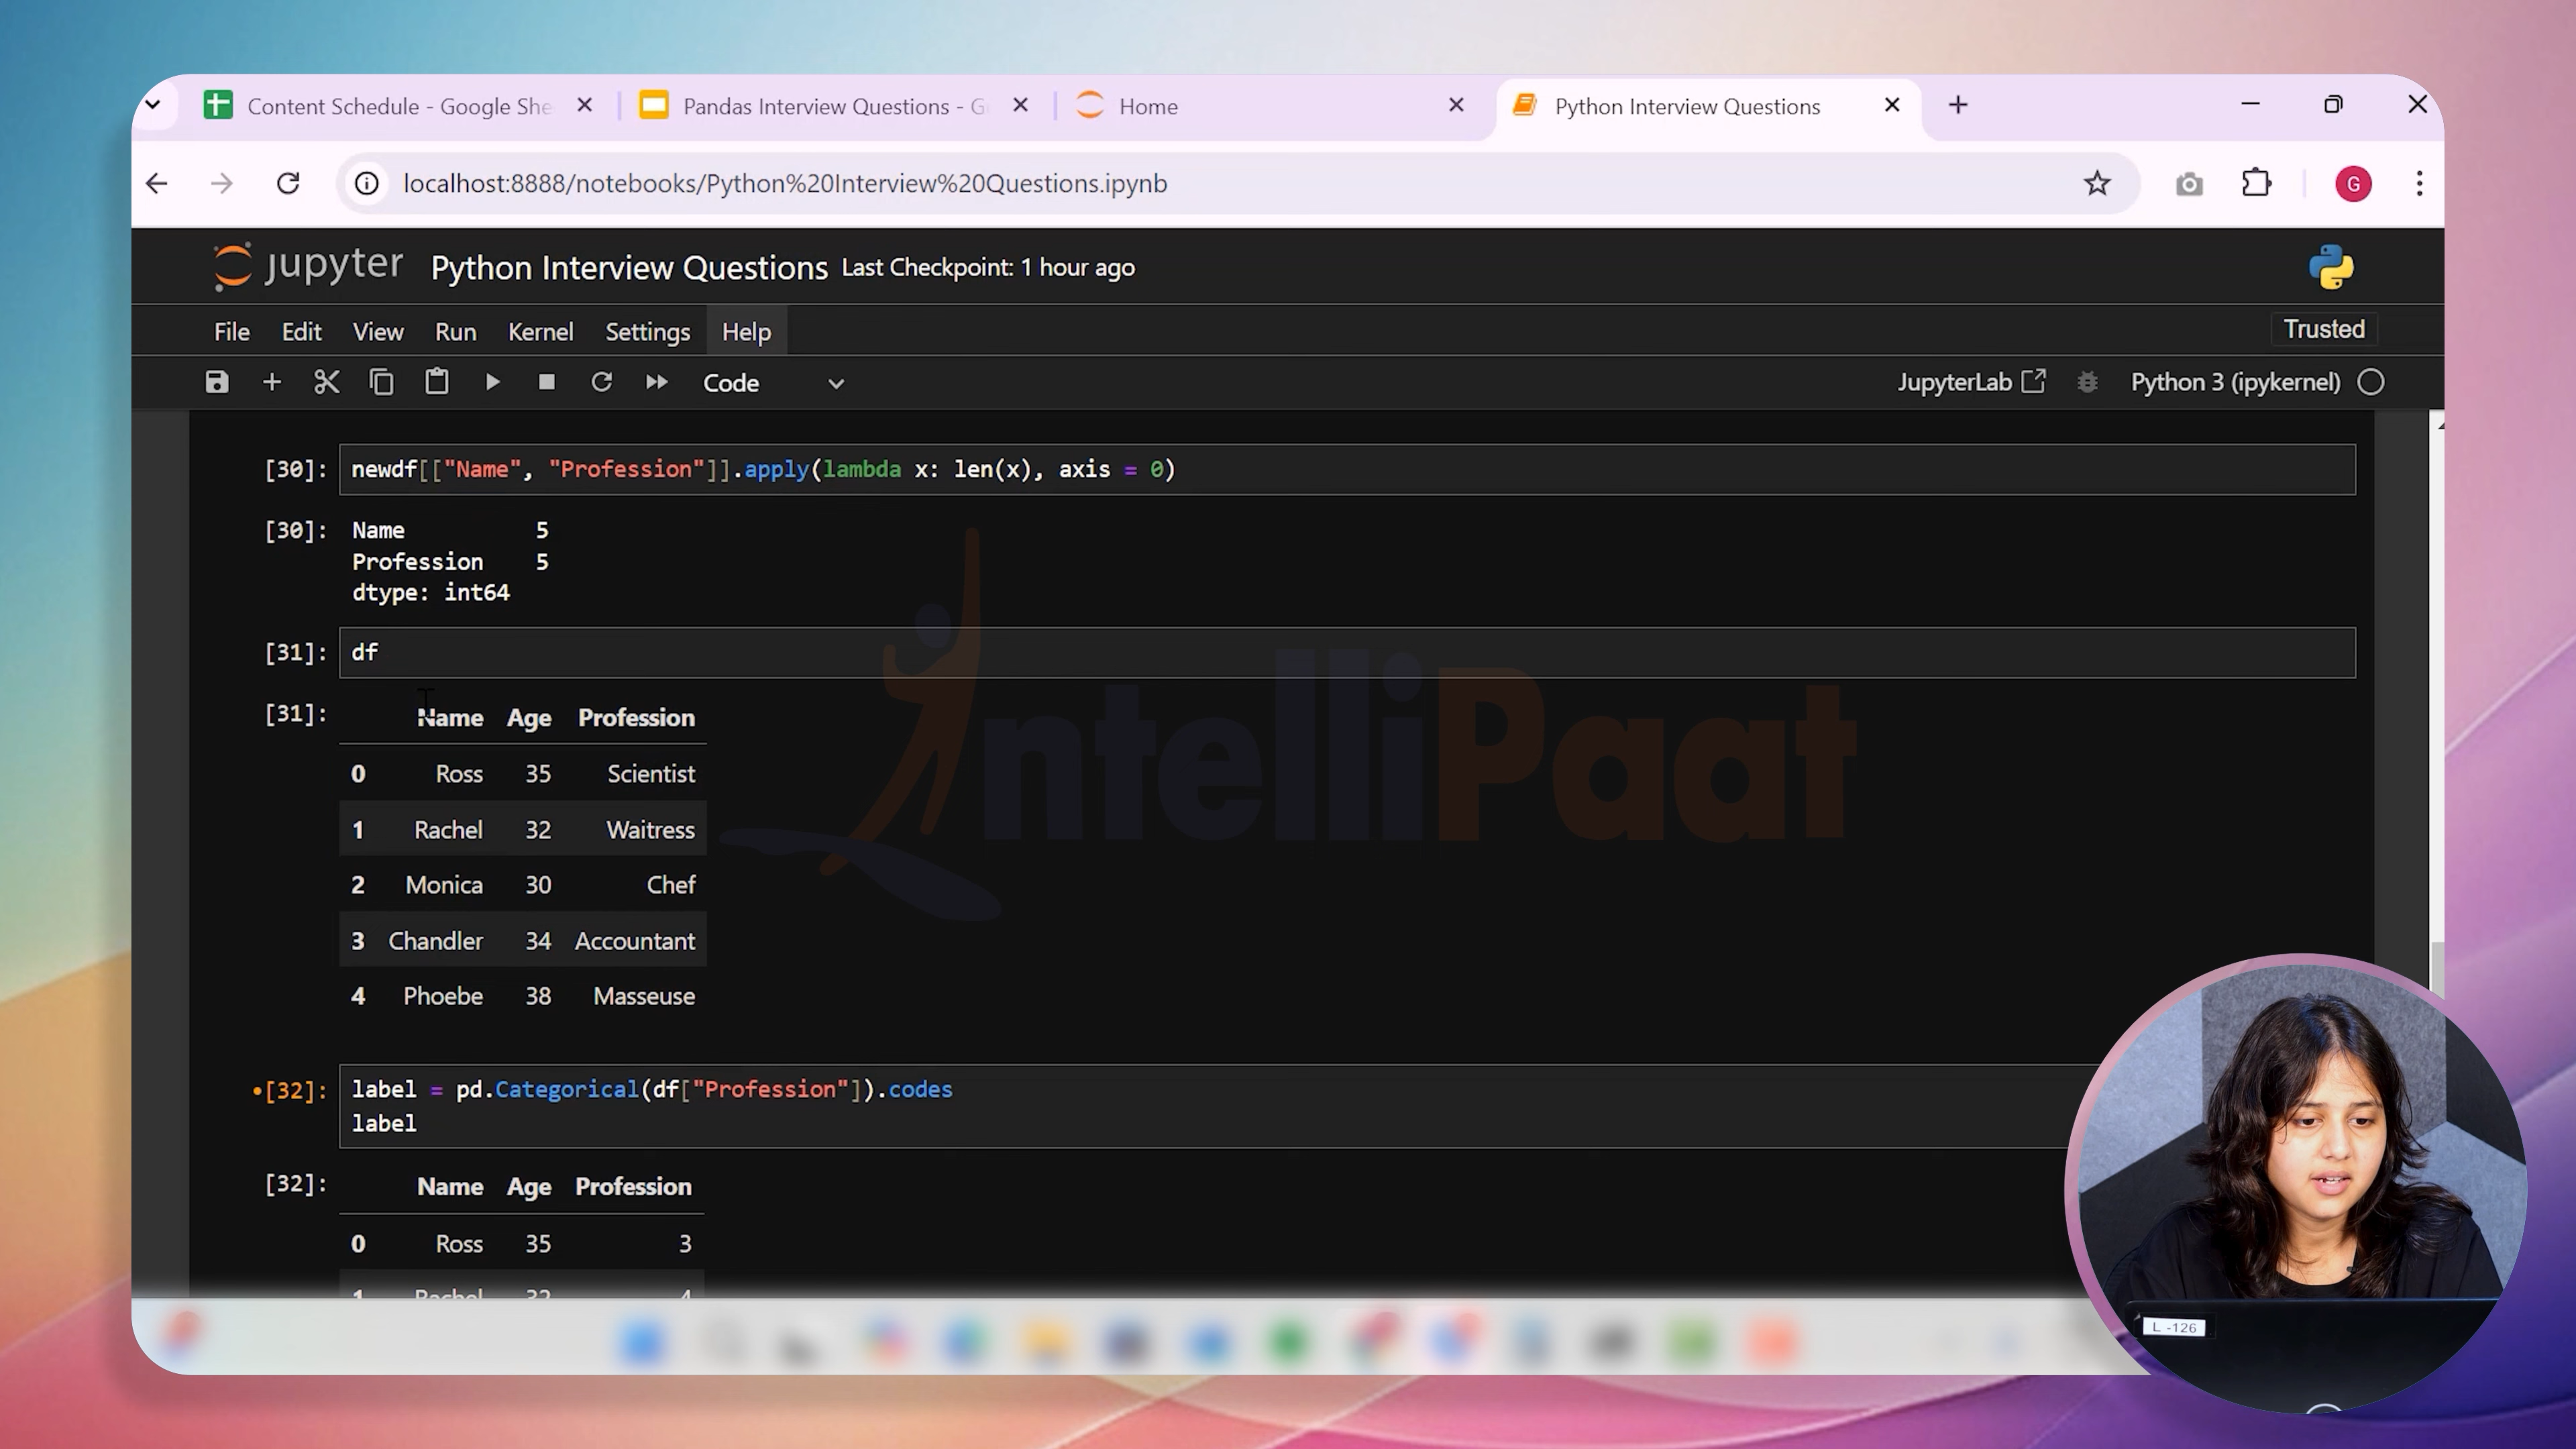 Content Schedule - Google She
Pandas Interview Questions - G
Home
Python Interview Questions
localhost:8888/notebooks/Python%20Interview%20Questions.ipynb
G
jupyter Python Interview Questions Last Checkpoint: 1 hour ago
File Edit View Run Kernel Settings Help
Trusted
Code
JupyterLab
Python 3 (ipykernel)
[30]: newdf[["Name", "Profession"]].apply(lambda x: len(x), axis = 0)
[30]: Name 5
Profession 5
dtype: int64
[31]: df
[31]: Name Age Profession
0 Ross 35 Scientist
1 Rachel 32 Waitress
2 Monica 30 Chef
3 Chandler 34 Accountant
4 Phoebe 38 Masseuse
IntelliPaat
•[32]: label = pd.Categorical(df["Profession"]).codes
label
[32]: Name Age Profession
0 Ross 35 3
1 Rachel 32 4
L -126